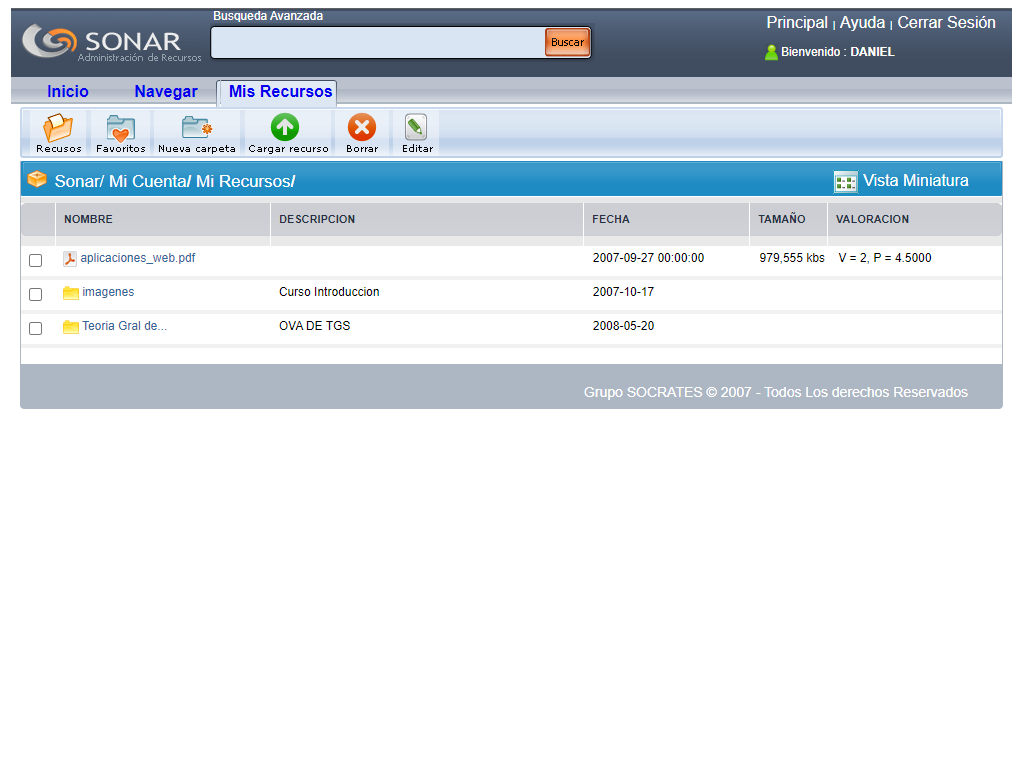 Busqueda Avanzada
SONAR
Administración de Recursos
Buscar
Principal | Ayuda | Cerrar Sesión
Bienvenido : DANIEL
Inicio Navegar Mis Recursos
Recusos Favoritos Nueva carpeta Cargar recurso Borrar Editar
Sonar/ Mi Cuenta/ Mi Recursos/ Vista Miniatura
NOMBRE DESCRIPCION FECHA TAMAÑO VALORACION
aplicaciones_web.pdf 2007-09-27 00:00:00 979,555 kbs V = 2, P = 4.5000
imagenes Curso Introduccion 2007-10-17
Teoria Gral de... OVA DE TGS 2008-05-20
Grupo SOCRATES © 2007 - Todos Los derechos Reservados